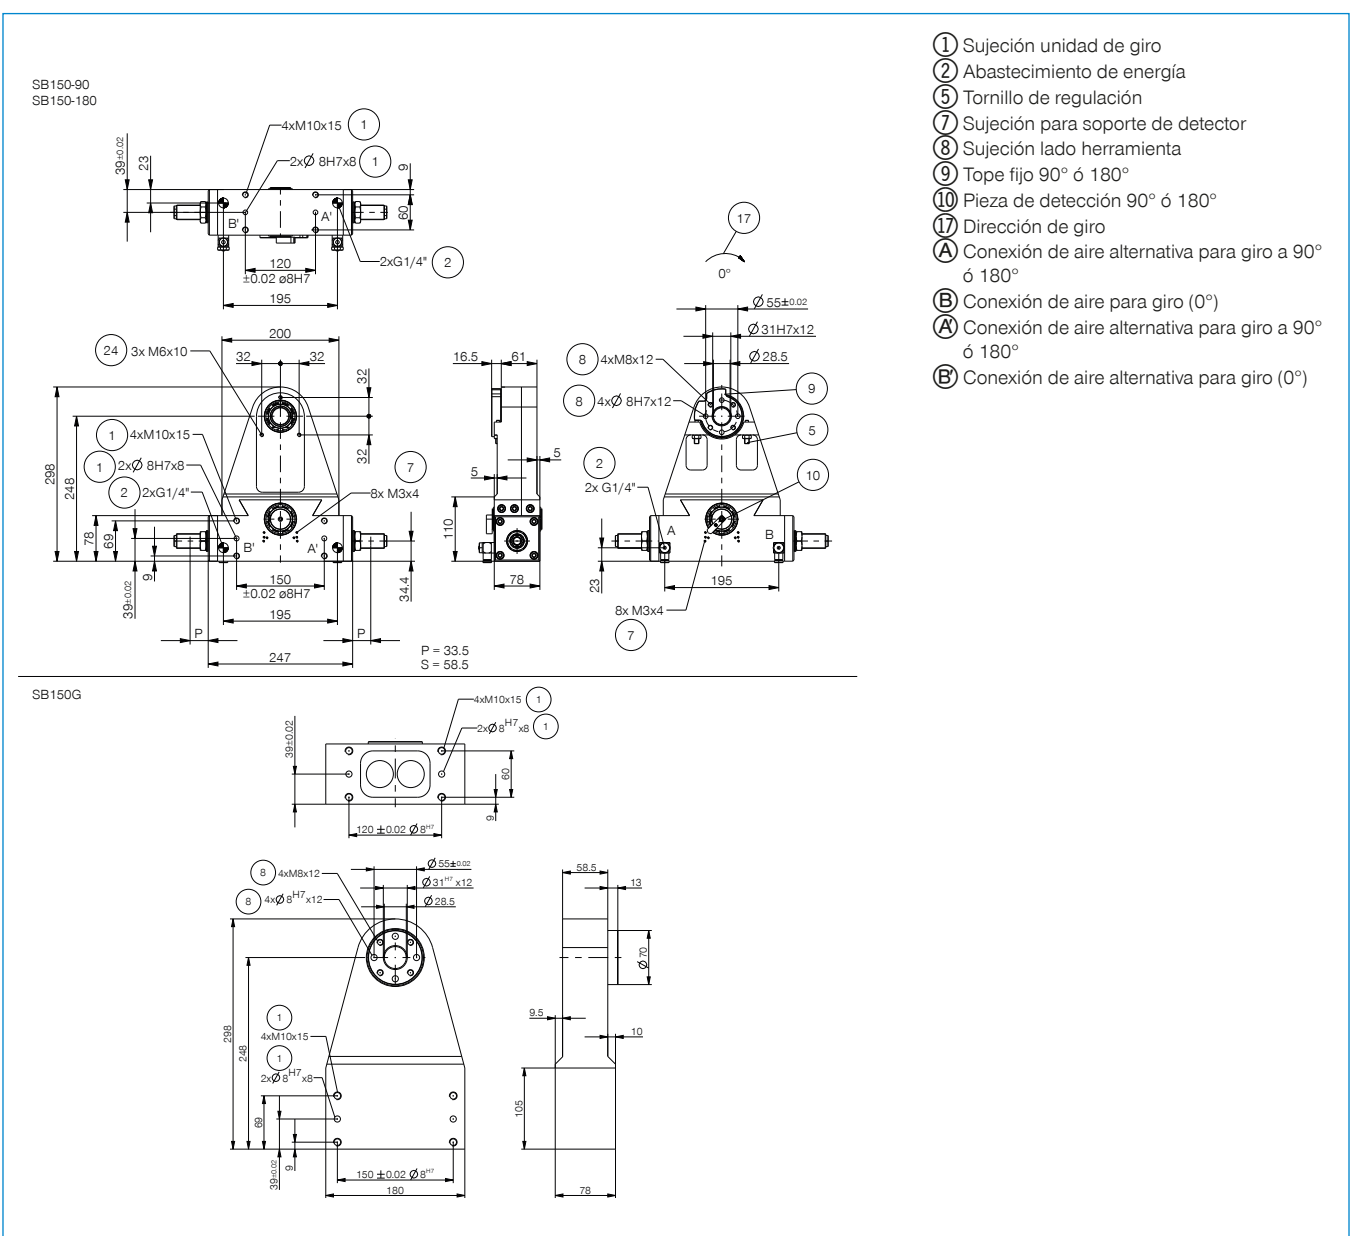 SB150-90
SB150-180
4xM10x15 1
2xØ 8H7x8 1
39±0.02
23
9
60
B'
A'
2xG1/4" 2
120
±0.02 ø8H7
195
17
0°
Ø 55±0.02
Ø 31H7x12
Ø 28.5
8 4xM8x12
8 4xØ 8H7x12
9
5
10
2
2x G1/4"
A
B
23
195
8x M3x4
7
200
24 3x M6x10
32
32
32
32
1 4xM10x15
1 2xØ 8H7x8
2 2xG1/4"
7
8x M3x4
298
248
78
69
39±0.02
9
B'
A'
34.4
150
±0.02 ø8H7
195
P
P
247
P = 33.5
S = 58.5
16.5
61
5
5
110
78
SB150G
4xM10x15 1
2xØ 8H7x8 1
39±0.02
60
9
120 ±0.02 Ø 8H7
Ø 55±0.02
Ø 31H7 x12
Ø 28.5
8 4xM8x12
8 4xØ 8H7x12
298
248
1
4xM10x15
1
2xØ 8H7x8
69
39±0.02
9
150 ±0.02 Ø 8H7
180
58.5
13
Ø 70
9.5
10
105
78
1 Sujeción unidad de giro
2 Abastecimiento de energía
5 Tornillo de regulación
7 Sujeción para soporte de detector
8 Sujeción lado herramienta
9 Tope fijo 90° ó 180°
10 Pieza de detección 90° ó 180°
17 Dirección de giro
A Conexión de aire alternativa para giro a 90°
ó 180°
B Conexión de aire para giro (0°)
A' Conexión de aire alternativa para giro a 90°
ó 180°
B' Conexión de aire alternativa para giro (0°)